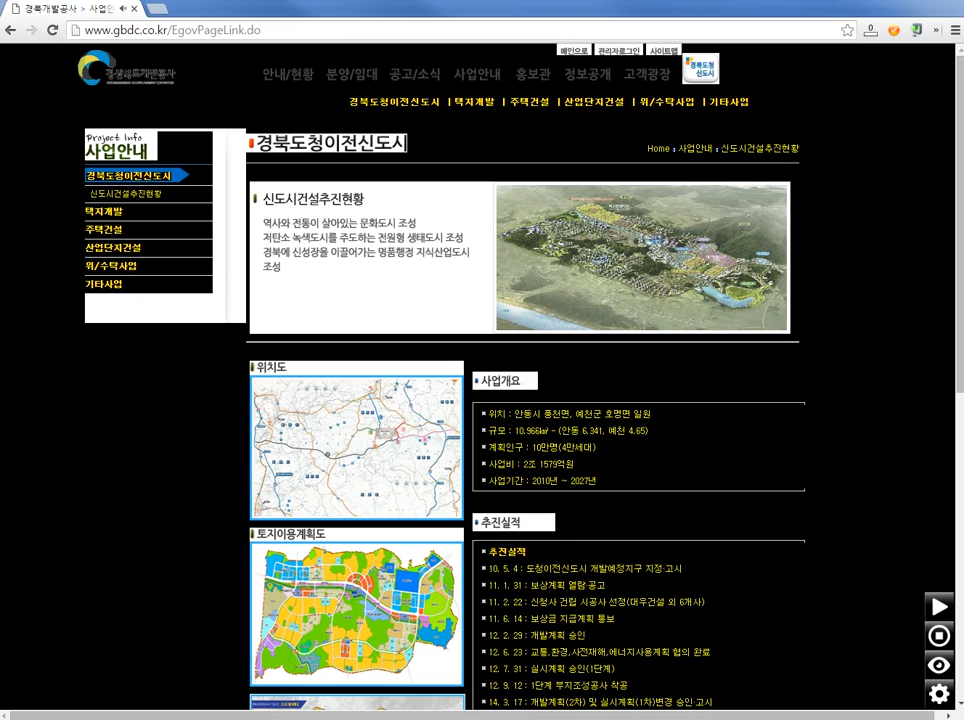 경북개발공사 > 사업안
www.gbdc.co.kr/EgovPageLink.do
메인으로 관리자로그인 사이트맵
경상북도개발공사
안내/현황 분양/임대 공고/소식 사업안내 홍보관 정보공개 고객광장
경북도청
신도시
경북도청이전신도시 | 택지개발 | 주택건설 | 산업단지건설 | 위/수탁사업 | 기타사업
Project Info
사업안내
경북도청이전신도시
신도시건설추진현황
택지개발
주택건설
산업단지건설
위/수탁사업
기타사업
경북도청이전신도시
Home : 사업안내 : 신도시건설추진현황
신도시건설추진현황
역사와 전통이 살아있는 문화도시 조성
저탄소 녹색도시를 주도하는 전원형 생태도시 조성
경북에 신성장을 이끌어가는 명품행정 지식산업도시
조성
위치도
토지이용계획도
사업개요
위치 : 안동시 풍천면, 예천군 호명면 일원
규모 : 10.966㎢ - (안동 6.341, 예천 4.65)
계획인구 : 10만명(4만세대)
사업비 : 2조 1579억원
사업기간 : 2010년 ~ 2027년
추진실적
추진실적
10. 5. 4 : 도청이전신도시 개발예정지구 지정·고시
11. 1. 31 : 보상계획 열람·공고
11. 2. 22 : 신청사 건립 시공사 선정(대우건설 외 6개사)
11. 6. 14 : 보상금 지급계획 통보
12. 2. 29 : 개발계획 승인
12. 6. 23 : 교통,환경,사전재해,에너지사용계획 협의 완료
12. 7. 31 : 실시계획 승인(1단계)
12. 9. 12 : 1단계 부지조성공사 착공
14. 3. 17 : 개발계획(2차) 및 실시계획(1차)변경 승인·고시